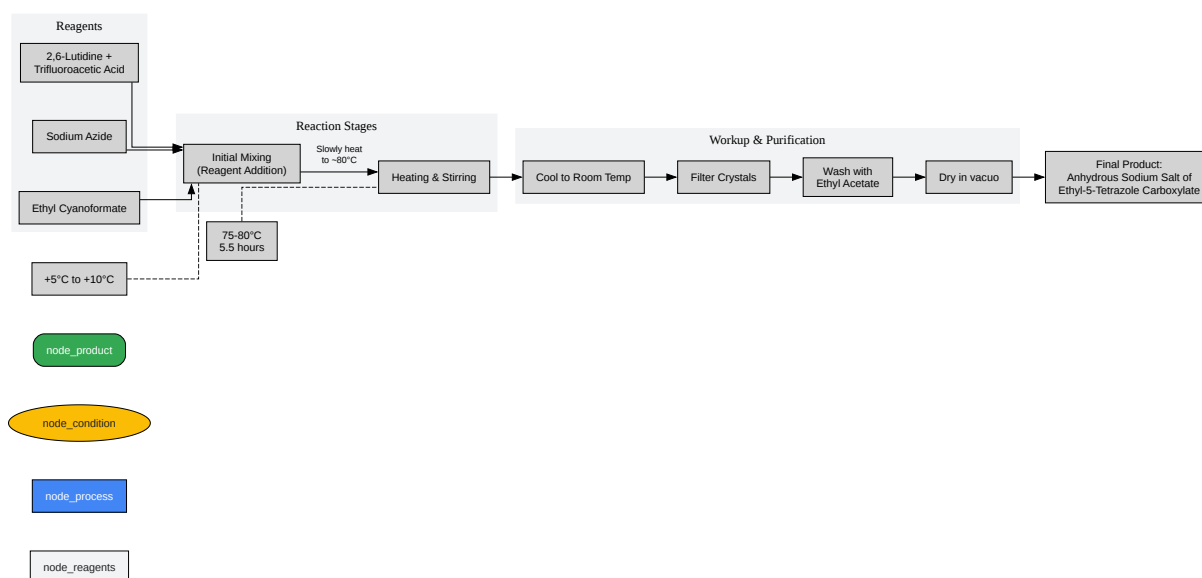 Reagents
2,6-Lutidine +
Trifluoroacetic Acid
Sodium Azide
Ethyl Cyanoformate
Reaction Stages
Initial Mixing
(Reagent Addition)
Slowly heat
to ~80°C
Heating & Stirring
75-80°C
5.5 hours
+5°C to +10°C
Workup & Purification
Cool to Room Temp
Filter Crystals
Wash with
Ethyl Acetate
Dry in vacuo
Final Product:
Anhydrous Sodium Salt of
Ethyl-5-Tetrazole Carboxylate
node_product
node_condition
node_process
node_reagents